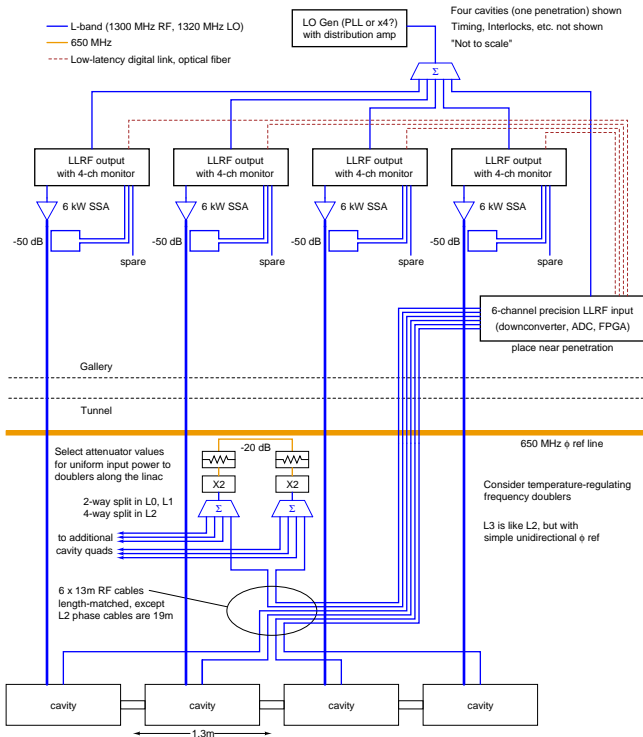 L-band (1300 MHz RF, 1320 MHz LO)
650 MHz
Low-latency digital link, optical fiber
LO Gen (PLL or x4?)
with distribution amp
Four cavities (one penetration) shown
Timing, Interlocks, etc. not shown
"Not to scale"
Σ
LLRF output
with 4-ch monitor
LLRF output
with 4-ch monitor
LLRF output
with 4-ch monitor
LLRF output
with 4-ch monitor
6 kW SSA
6 kW SSA
6 kW SSA
6 kW SSA
-50 dB
-50 dB
-50 dB
-50 dB
spare
spare
spare
spare
6-channel precision LLRF input
(downconverter, ADC, FPGA)
place near penetration
Gallery
Tunnel
650 MHz ϕ ref line
Select attenuator values
for uniform input power to
doublers along the linac
-20 dB
X2
X2
Σ
Σ
2-way split in L0, L1
4-way split in L2
to additional
cavity quads
Consider temperature-regulating
frequency doublers
L3 is like L2, but with
simple unidirectional ϕ ref
6 x 13m RF cables
length-matched, except
L2 phase cables are 19m
cavity
cavity
cavity
cavity
1.3m